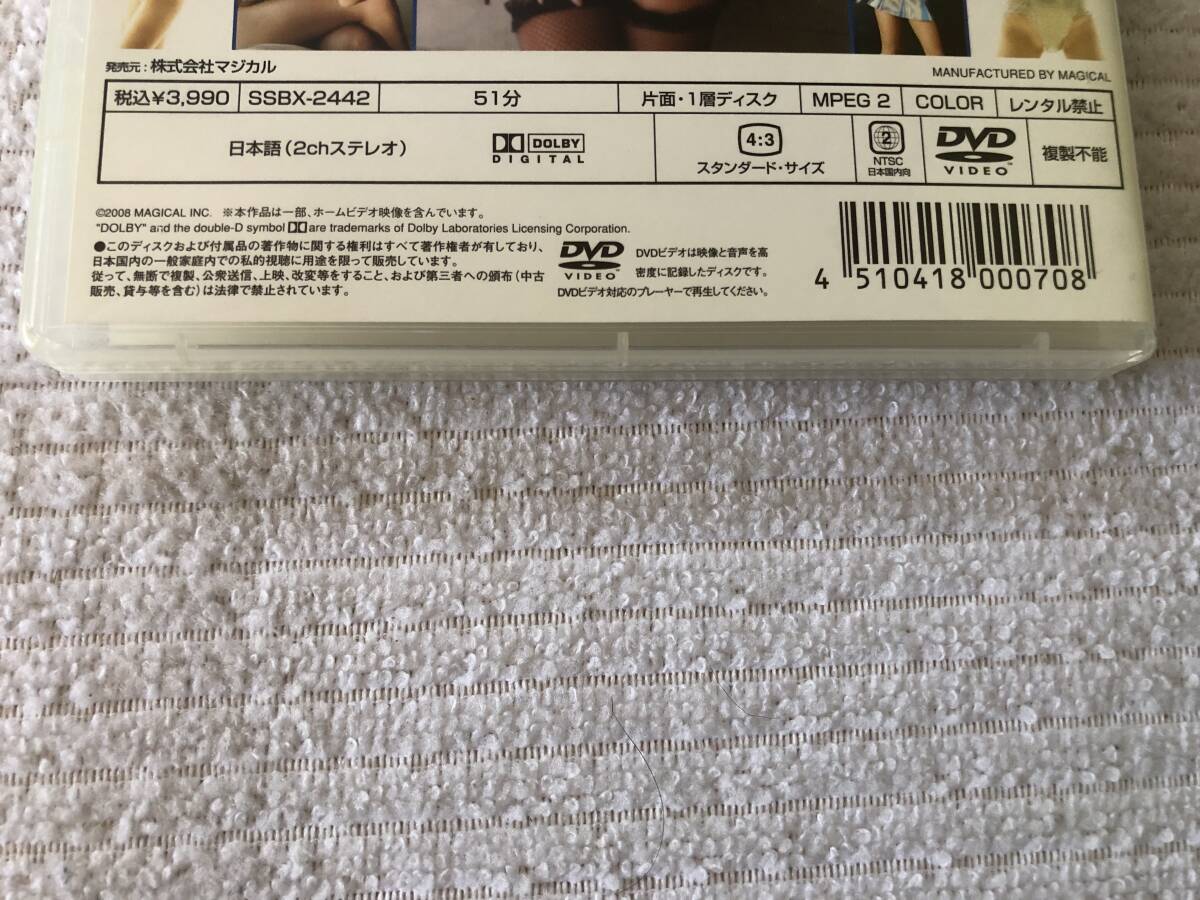 発売元:株式会社マジカル
MANUFACTURED BY MAGICAL
税込¥3,990 SSBX-2442 51分 片面・1層ディスク MPEG 2 COLOR レンタル禁止
日本語(2chステレオ)
DOLBY
DIGITAL
4:3
スタンダード・サイズ
2
NTSC
日本国内向
DVD
VIDEO
複製不能
©2008 MAGICAL INC. ※本作品は一部、ホームビデオ映像を含んでいます。
"DOLBY" and the double-D symbol are trademarks of Dolby Laboratories Licensing Corporation.
●このディスクおよび付属品の著作物に関する権利はすべて著作権者が有しており、
日本国内の一般家庭内での私的視聴に用途を限って販売しています。
従って、無断で複製、公衆送信、上映、改変等をすること、および第三者への頒布(中古
販売、貸与等を含む)は法律で禁止されています。
DVD
VIDEO
DVDビデオは映像と音声を高
密度に記録したディスクです。
DVDビデオ対応のプレーヤーで再生してください。
4 510418 000708